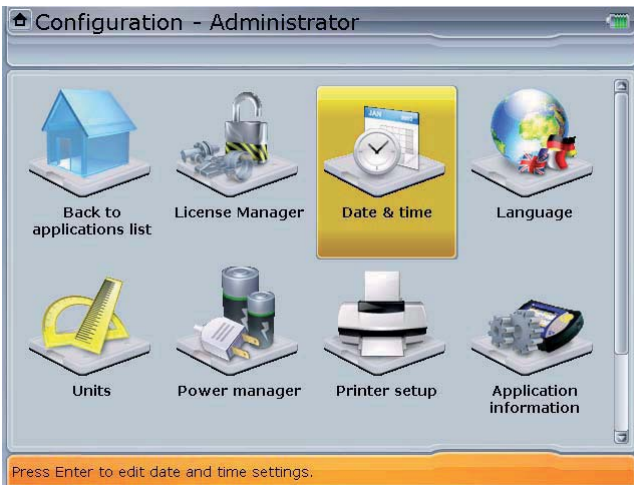 Configuration - Administrator
Back to
applications list
License Manager
JAN
Date & time
Language
Units
Power manager
Printer setup
Application
information
Press Enter to edit date and time settings.